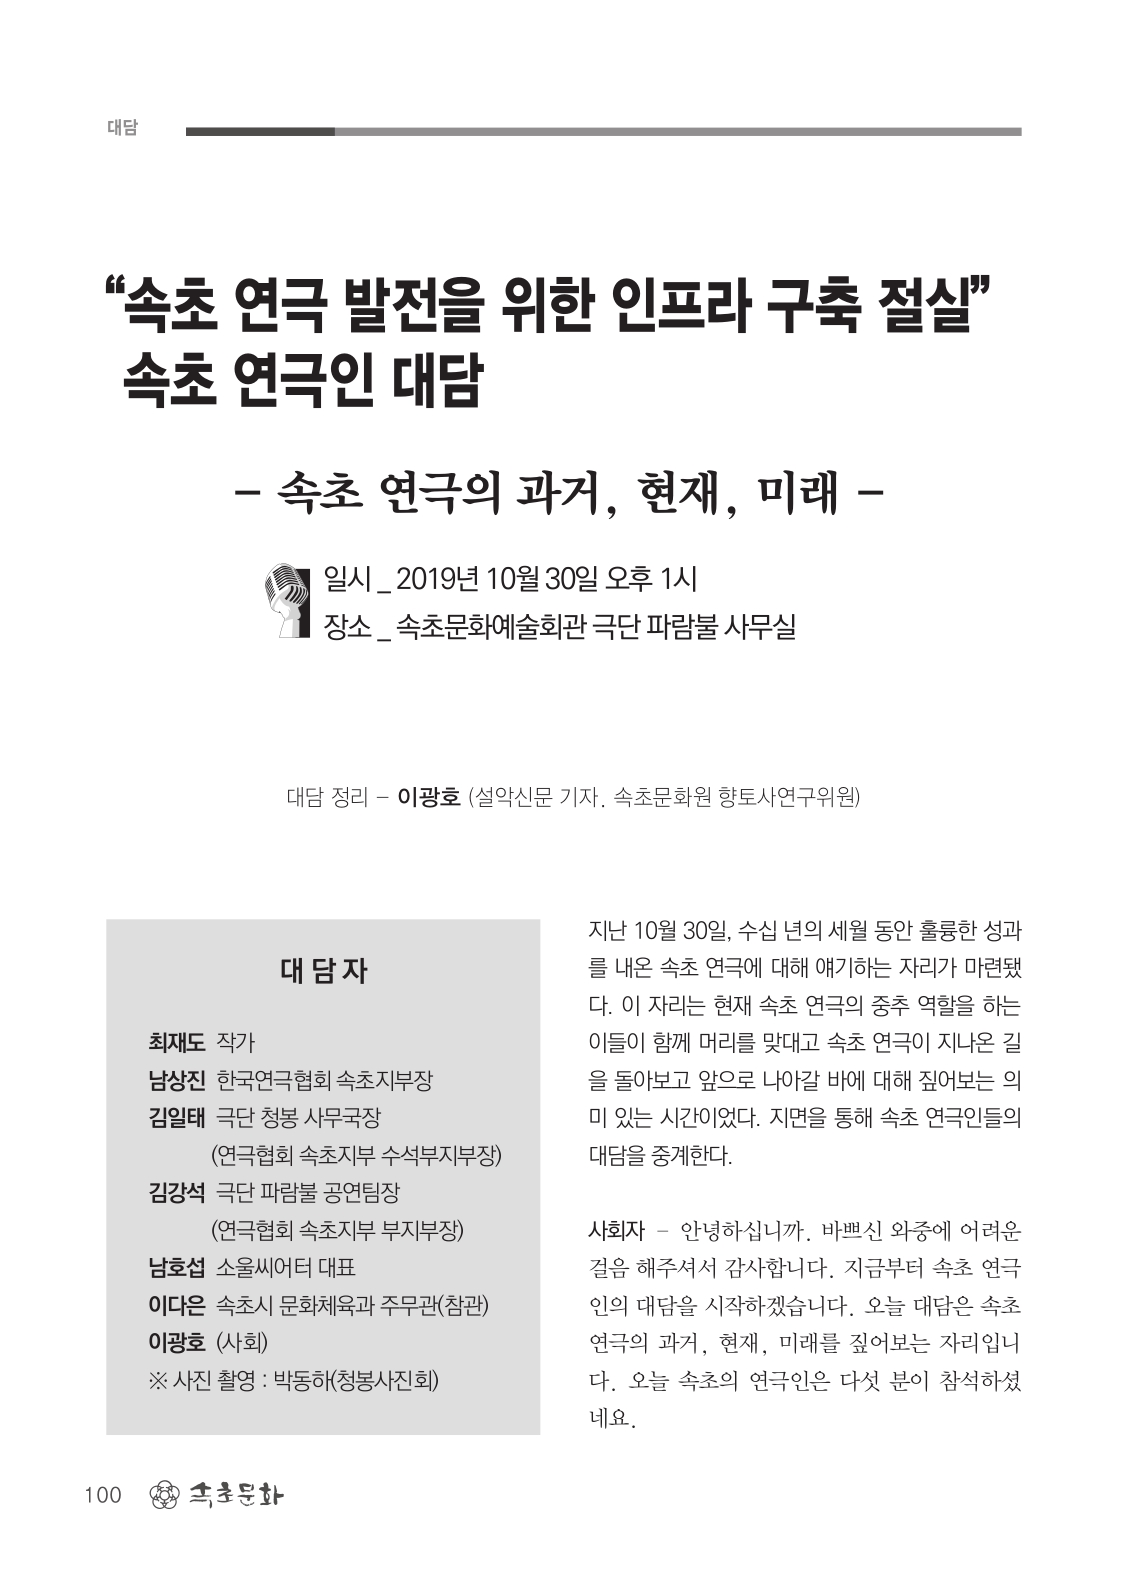 대담
“속초 연극 발전을 위한 인프라 구축 절실”
속초 연극인 대담
– 속초 연극의 과거, 현재, 미래 –
일시 _ 2019년 10월 30일 오후 1시
장소 _ 속초문화예술회관 극단 파람불 사무실
대담 정리 – 이광호 (설악신문 기자. 속초문화원 향토사연구위원)
대 담 자
최재도 작가
남상진 한국연극협회 속초지부장
김일태 극단 청봉 사무국장
(연극협회 속초지부 수석부지부장)
김강석 극단 파람불 공연팀장
(연극협회 속초지부 부지부장)
남호섭 소울씨어터 대표
이다은 속초시 문화체육과 주무관(참관)
이광호 (사회)
※ 사진 촬영 : 박동하(청봉사진회)
지난 10월 30일, 수십 년의 세월 동안 훌륭한 성과
를 내온 속초 연극에 대해 얘기하는 자리가 마련됐
다. 이 자리는 현재 속초 연극의 중추 역할을 하는
이들이 함께 머리를 맞대고 속초 연극이 지나온 길
을 돌아보고 앞으로 나아갈 바에 대해 짚어보는 의
미 있는 시간이었다. 지면을 통해 속초 연극인들의
대담을 중계한다.
사회자 – 안녕하십니까. 바쁘신 와중에 어려운
걸음 해주셔서 감사합니다. 지금부터 속초 연극
인의 대담을 시작하겠습니다. 오늘 대담은 속초
연극의 과거, 현재, 미래를 짚어보는 자리입니
다. 오늘 속초의 연극인은 다섯 분이 참석하셨
네요.
100 속초문화